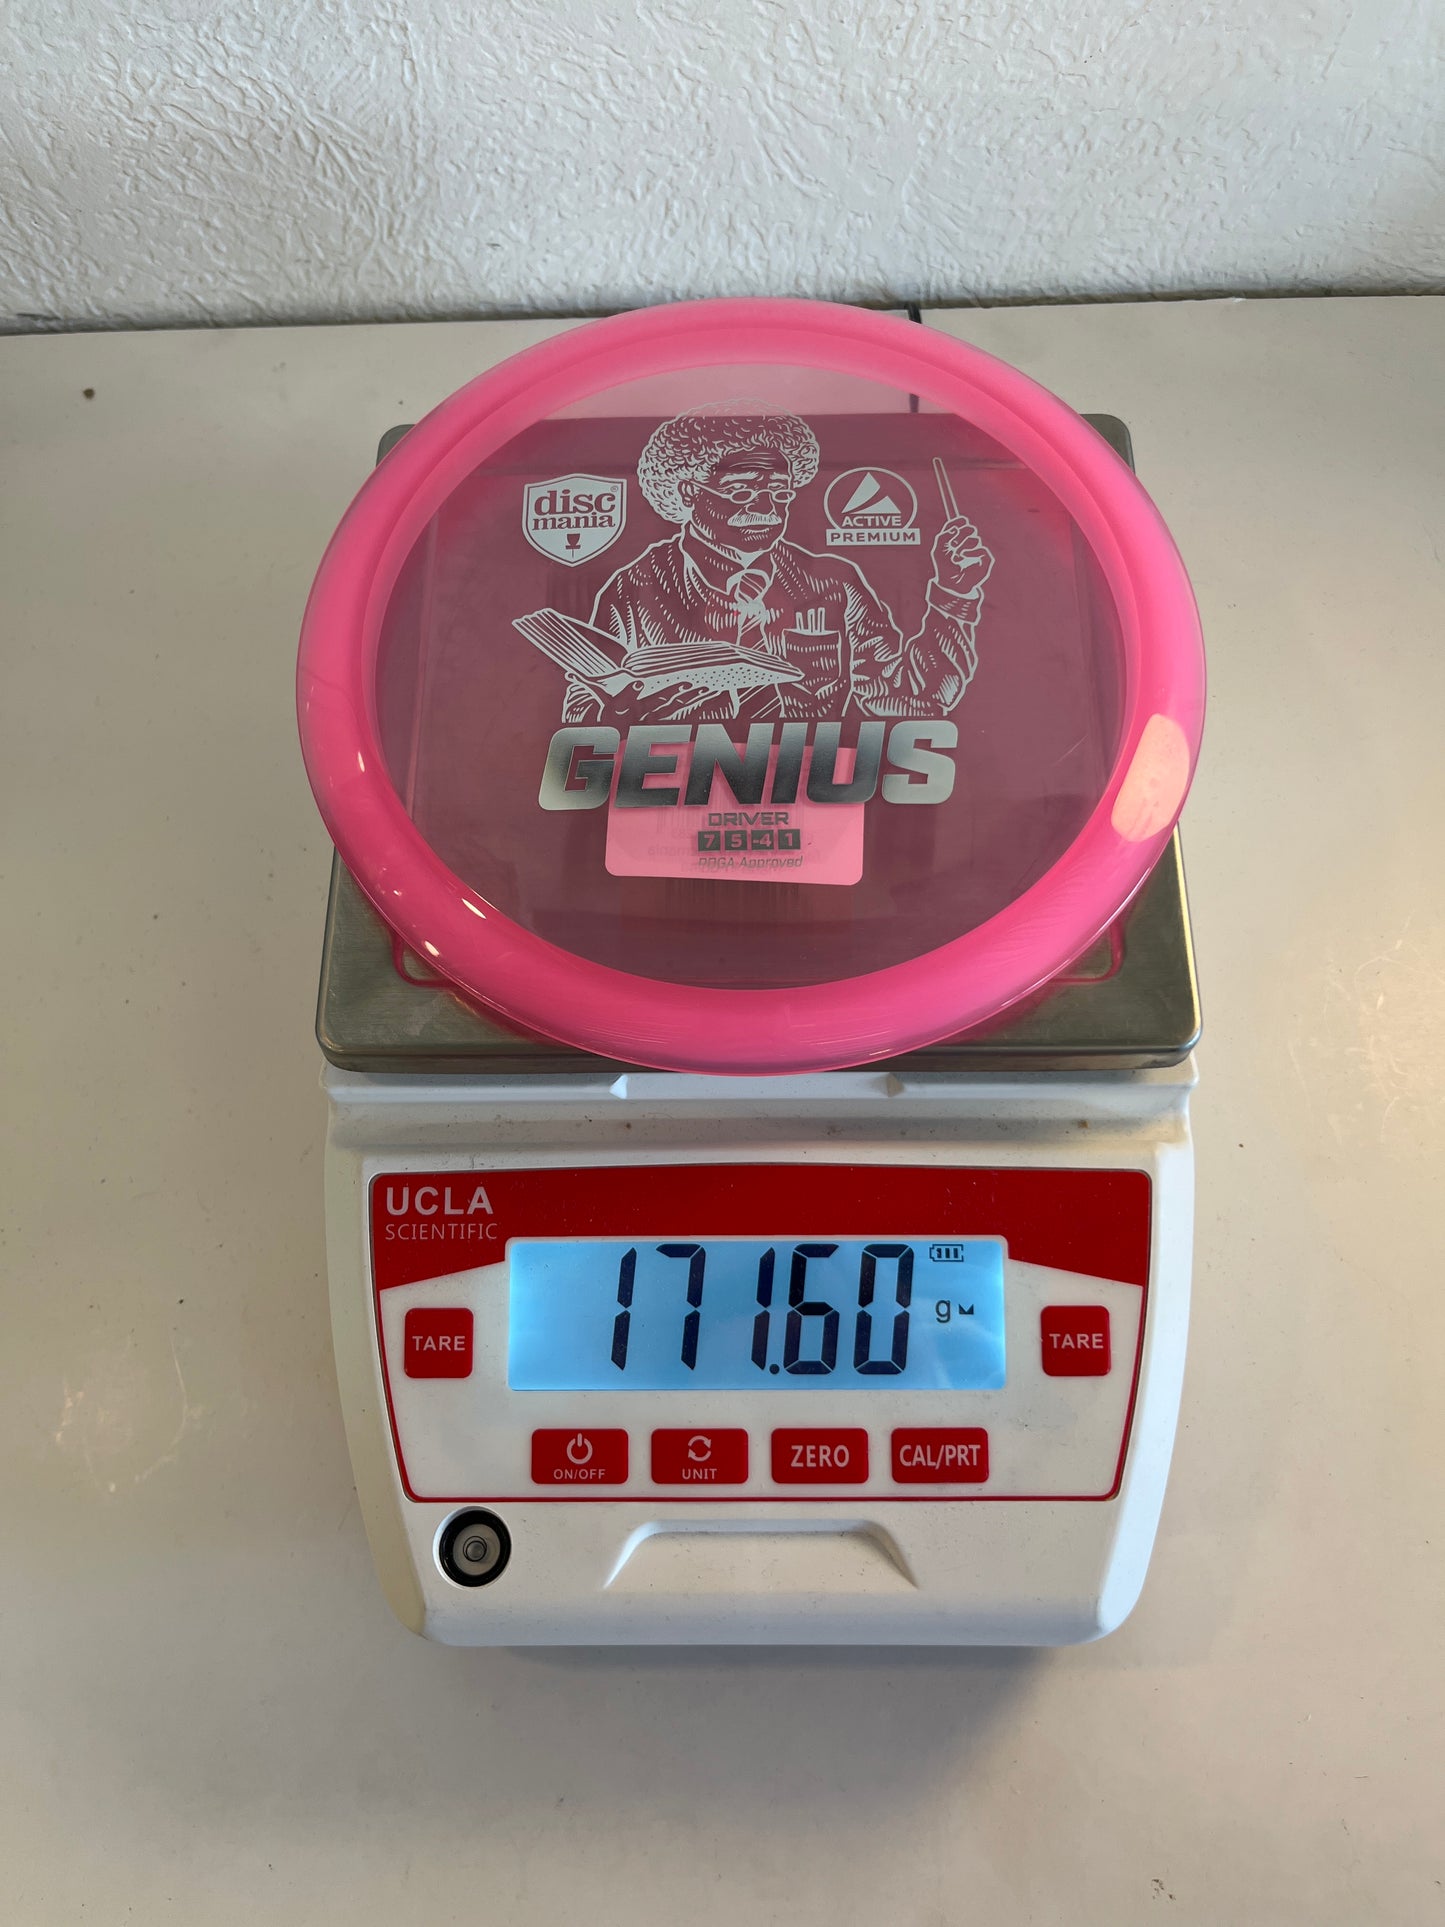 disc
mania
®
ACTIVE
PREMIUM
GENIUS
DRIVER
7 5 -4 1
PDGA Approved
UCLA
SCIENTIFIC
171.60 g
TARE
TARE
ON/OFF
UNIT
ZERO
CAL/PRT